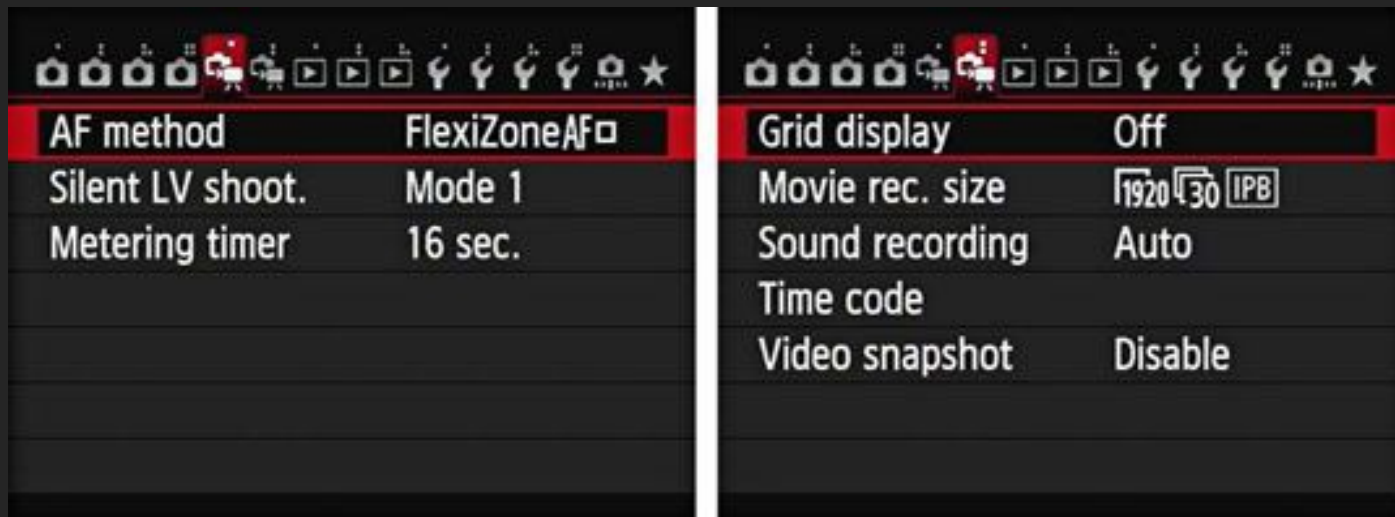 AF method FlexiZoneAF
Silent LV shoot. Mode 1
Metering timer 16 sec.
Grid display Off
Movie rec. size 1920 30 IPB
Sound recording Auto
Time code
Video snapshot Disable